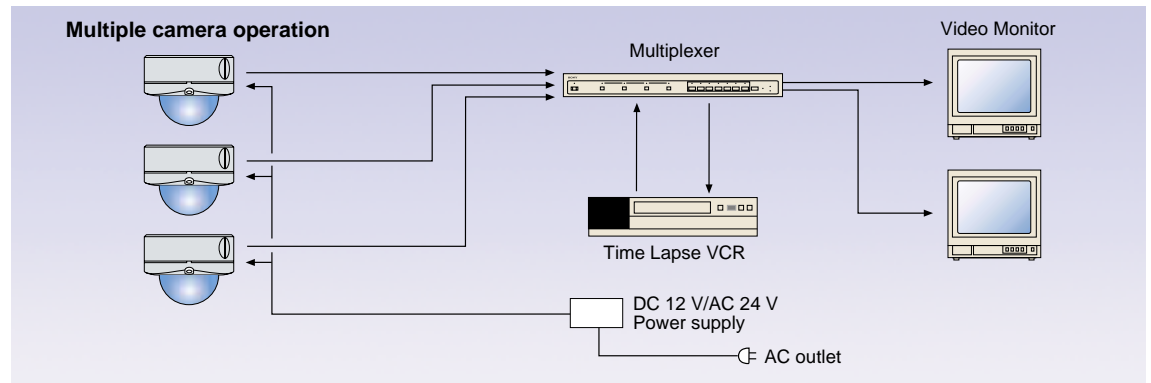 Multiple camera operation
Multiplexer
Video Monitor
Time Lapse VCR
DC 12 V/AC 24 V
Power supply
AC outlet